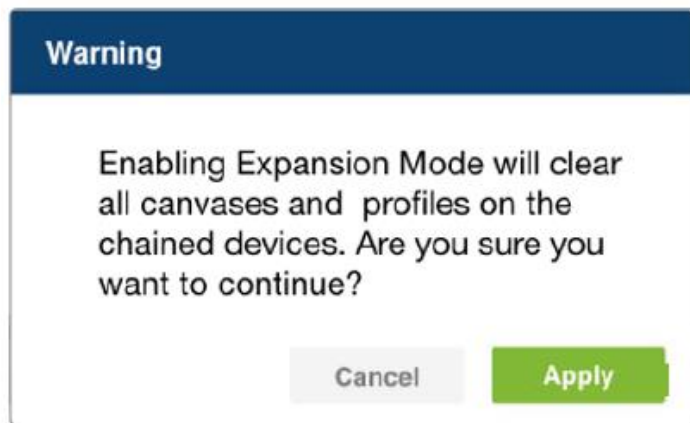 Warning
Enabling Expansion Mode will clear
all canvases and  profiles on the
chained devices. Are you sure you
want to continue?
Cancel
Apply